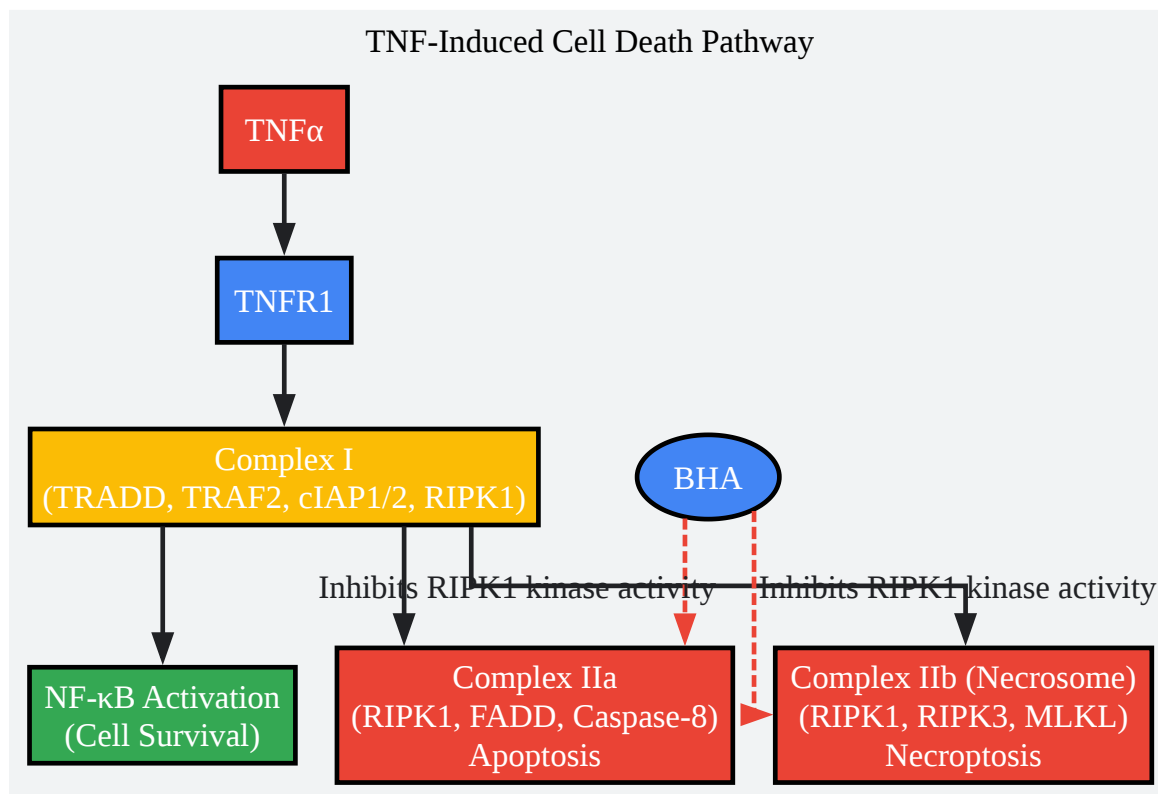 TNF-Induced Cell Death Pathway
TNFα
TNFR1
Complex I
(TRADD, TRAF2, cIAP1/2, RIPK1)
BHA
Inhibits RIPK1 kinase activity
Inhibits RIPK1 kinase activity
NF-κB Activation
(Cell Survival)
Complex IIa
(RIPK1, FADD, Caspase-8)
Apoptosis
Complex IIb (Necrosome)
(RIPK1, RIPK3, MLKL)
Necroptosis